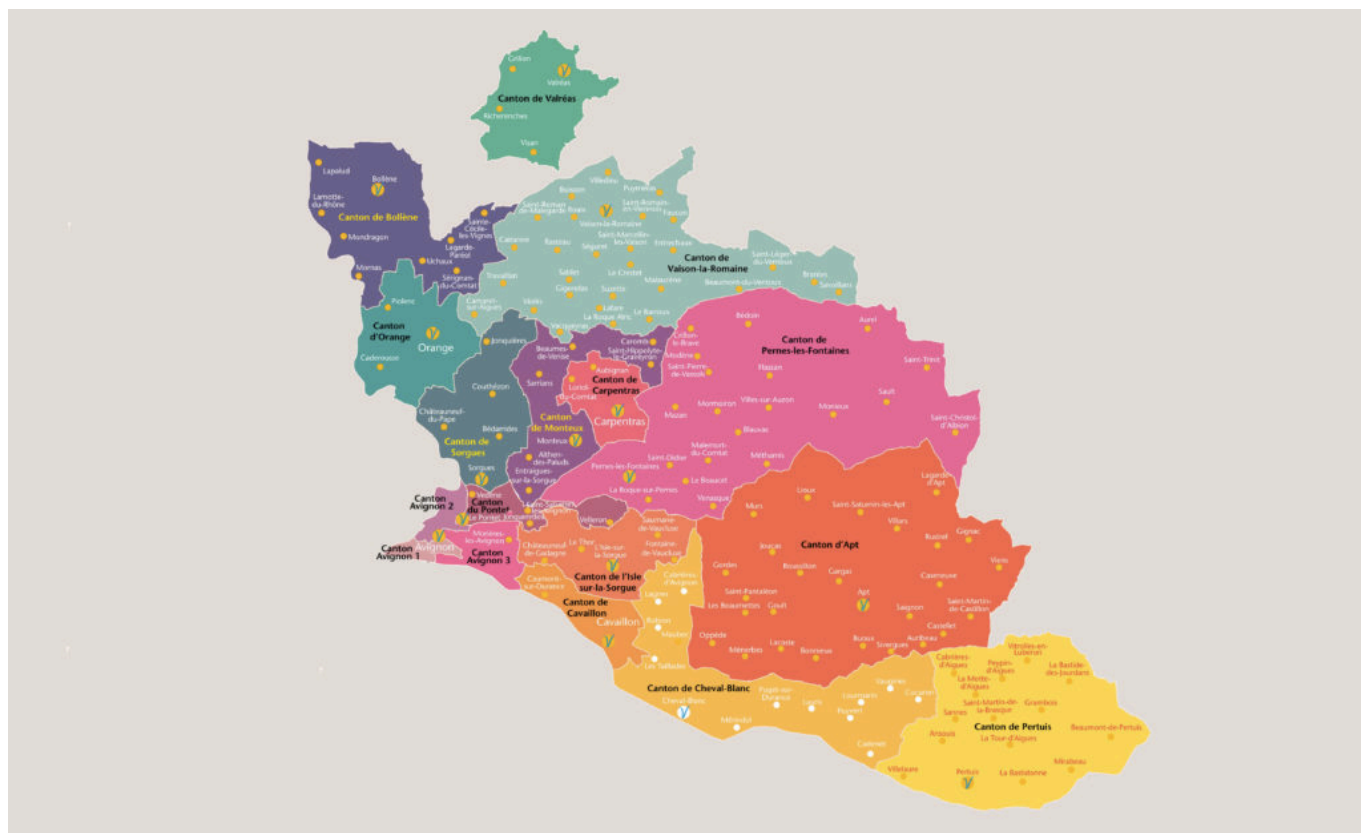 Grillon
Valréas
Canton de Valréas
Richerenches
Visan
Lapalud
Bollène
Lamotte-
du-Rhône
Canton de Bollène
Mondragon
Sainte-
Cécile-
les-Vignes
Lagarde-
Paréol
Uchaux
Mornas
Sérignan-
du-Comtat
Villedieu
Buisson
Puyméras
Saint-Roman-
de-Malegarde
Roaix
Saint-Romain-
en-Viennois
Faucon
Vaison-la-Romaine
Cairanne
Rasteau
Saint-Marcellin-
lès-Vaison
Séguret
Entrechaux
Canton de
Vaison-la-Romaine
Saint-Léger-
du-Ventoux
Brantes
Savoillans
Travaillan
Sablet
Le Crestet
Gigondas
Suzette
Malaucène
Beaumont-du-Ventoux
Camaret-
sur-Aigues
Violès
Lafare
La Roque Alric
Le Barroux
Vacqueyras
Piolenc
Canton
d'Orange
Orange
Caderousse
Jonquières
Courthézon
Châteauneuf-
du-Pape
Bédarrides
Canton de
Sorgues
Sorgues
Beaumes-
de-Venise
Caromb
Saint-Hippolyte-
le-Graveyron
Sarrians
Canton
de Monteux
Monteux
Althen-
des-Paluds
Entraigues-
sur-la-Sorgue
Aubignan
Canton de
Carpentras
Loriol-
du-Comtat
Carpentras
Crillon-
le-Brave
Bédoin
Aurel
Canton de
Pernes-les-Fontaines
Modène
Saint-Pierre-
de-Vassols
Flassan
Saint-Trinit
Mazan
Mormoiron
Villes-sur-Auzon
Monieux
Sault
Saint-Christol-
d'Albion
Blauvac
Malemort-
du-Comtat
Méthamis
Saint-Didier
Pernes-les-Fontaines
Le Beaucet
La Roque-sur-Pernes
Venasque
Canton
Avignon 2
Vedène
Canton
du Pontet
Le Pontet
Jonquerettes
Velleron
Canton
Avignon 1
Avignon
Morières-
les-Avignon
Canton
Avignon 3
Châteauneuf-
de-Gadagne
Le Thor
L'Isle-sur-
la-Sorgue
Saumane-
de-Vaucluse
Fontaine-
de-Vaucluse
Canton de l'Isle
sur-la-Sorgue
Caumont-
sur-Durance
Canton de
Cavaillon
Cavaillon
Cabrières-
d'Avignon
Lagnes
Robion
Maubec
Les Taillades
Lagarde-
d'Apt
Lioux
Murs
Saint-Saturnin-les-Apt
Villars
Rustrel
Gignac
Viens
Canton d'Apt
Joucas
Gordes
Roussillon
Gargas
Caseneuve
Saint-Pantaléon
Les Beaumettes
Goult
Apt
Saignon
Saint-Martin-
de-Castillon
Castellet
Auribeau
Oppède
Ménerbes
Lacoste
Bonnieux
Buoux
Sivergues
Canton de Cheval-Blanc
Cheval-Blanc
Mérindol
Puget-sur-
Durance
Lauris
Lourmarin
Puyvert
Vaugines
Cucuron
Cadenet
Cabrières-
d'Aigues
Vitrolles-en-
Luberon
Peypin-
d'Aigues
La Bastide-
des-Jourdans
La Motte-
d'Aigues
Saint-Martin-de-
la-Brasque
Grambois
Sannes
Canton de Pertuis
Ansouis
La Tour-d'Aigues
Beaumont-de-Pertuis
Villelaure
Pertuis
La Bastidonne
Mirabeau